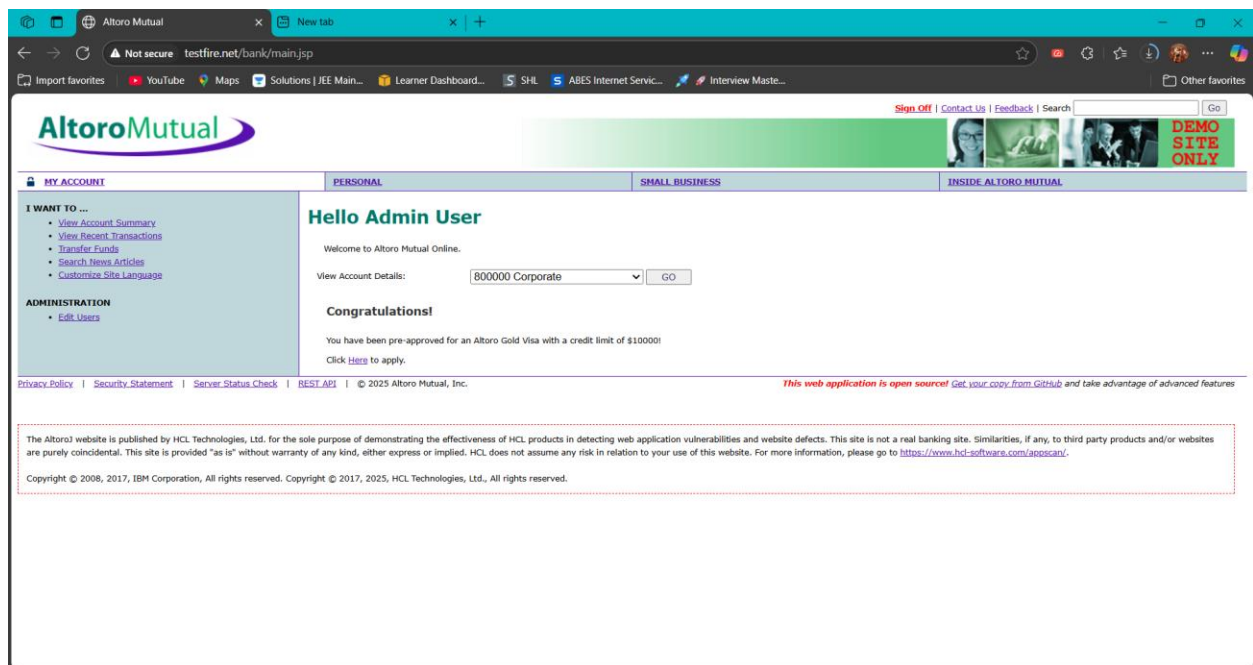 Altoro Mutual
New tab
Not secure testfire.net/bank/main.jsp
Import favorites YouTube Maps Solutions | JEE Main... Learner Dashboard... SHL ABES Internet Servic... Interview Maste... Other favorites
Sign Off | Contact Us | Feedback | Search Go
AltoroMutual
DEMO
SITE
ONLY
MY ACCOUNT PERSONAL SMALL BUSINESS INSIDE ALTORO MUTUAL
I WANT TO ...
• View Account Summary
• View Recent Transactions
• Transfer Funds
• Search News Articles
• Customize Site Language
ADMINISTRATION
• Edit Users
Hello Admin User
Welcome to Altoro Mutual Online.
View Account Details: 800000 Corporate GO
Congratulations!
You have been pre-approved for an Altoro Gold Visa with a credit limit of $10000!
Click Here to apply.
Privacy Policy | Security Statement | Server Status Check | REST API | © 2025 Altoro Mutual, Inc. This web application is open source! Get your copy from GitHub and take advantage of advanced features
The AltoroJ website is published by HCL Technologies, Ltd. for the sole purpose of demonstrating the effectiveness of HCL products in detecting web application vulnerabilities and website defects. This site is not a real banking site. Similarities, if any, to third party products and/or websites
are purely coincidental. This site is provided "as is" without warranty of any kind, either express or implied. HCL does not assume any risk in relation to your use of this website. For more information, please go to https://www.hcl-software.com/appscan/.
Copyright © 2008, 2017, IBM Corporation, All rights reserved. Copyright © 2017, 2025, HCL Technologies, Ltd., All rights reserved.